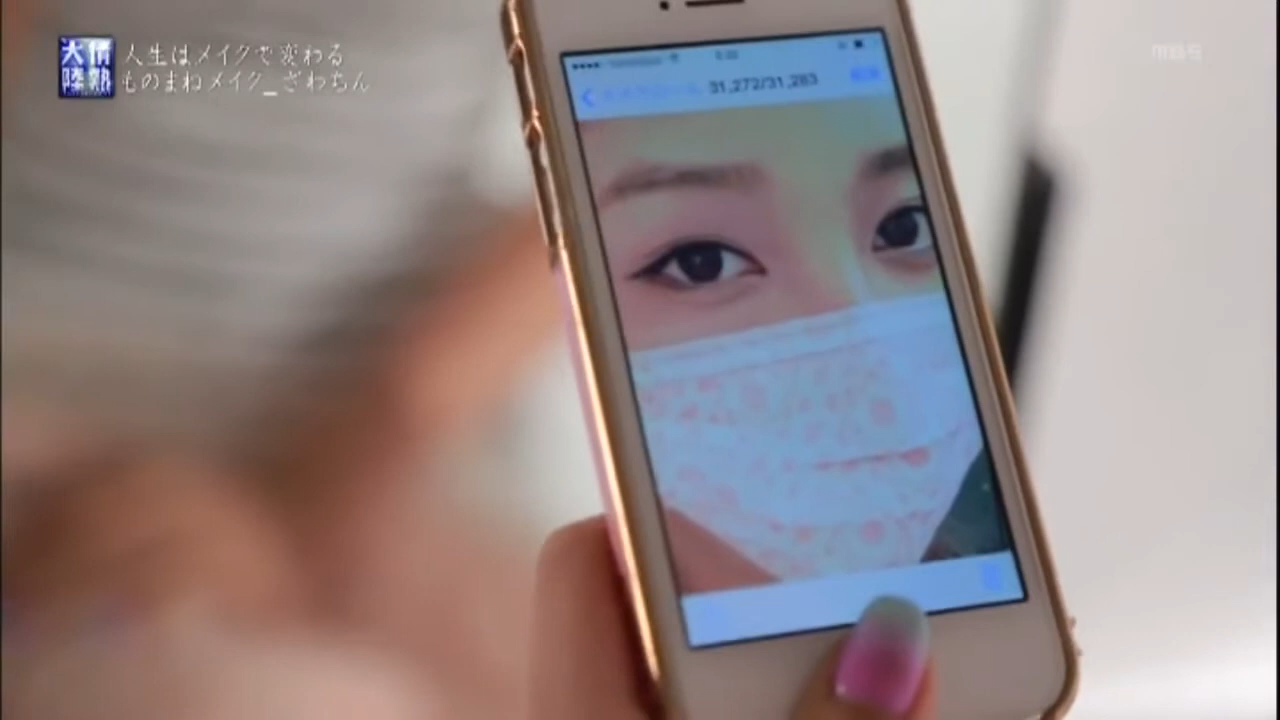 情熱
大陸
人生はメイクで変わる
ものまねメイク_ざわちん
31,272/31,283